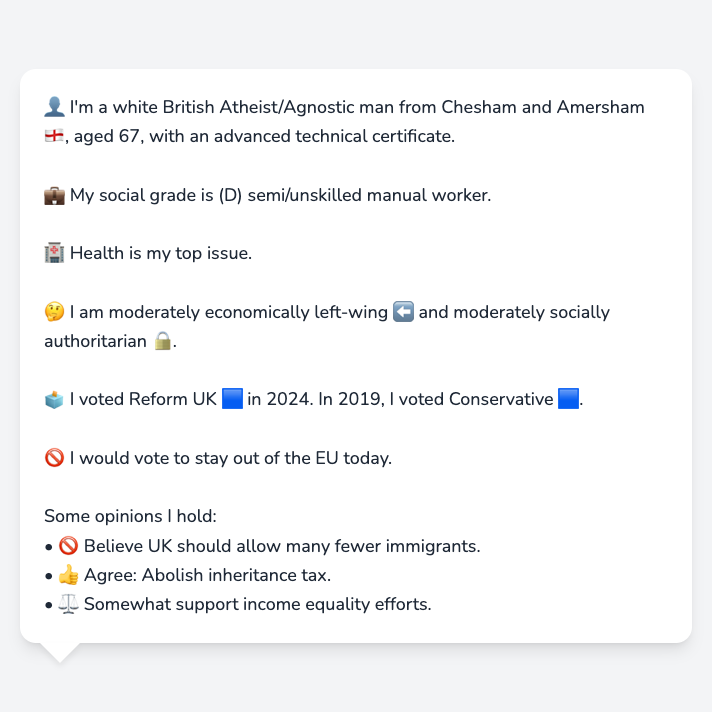 👤 I'm a white British Atheist/Agnostic man from Chesham and Amersham
🏴󠁧󠁢󠁥󠁮󠁧󠁿, aged 67, with an advanced technical certificate.
💼 My social grade is (D) semi/unskilled manual worker.
🏥 Health is my top issue.
🤔 I am moderately economically left-wing ⬅️ and moderately socially
authoritarian 🔒.
🗳️ I voted Reform UK 🟦 in 2024. In 2019, I voted Conservative 🟦.
🚫 I would vote to stay out of the EU today.
Some opinions I hold:
• 🚫 Believe UK should allow many fewer immigrants.
• 👍 Agree: Abolish inheritance tax.
• ⚖️ Somewhat support income equality efforts.